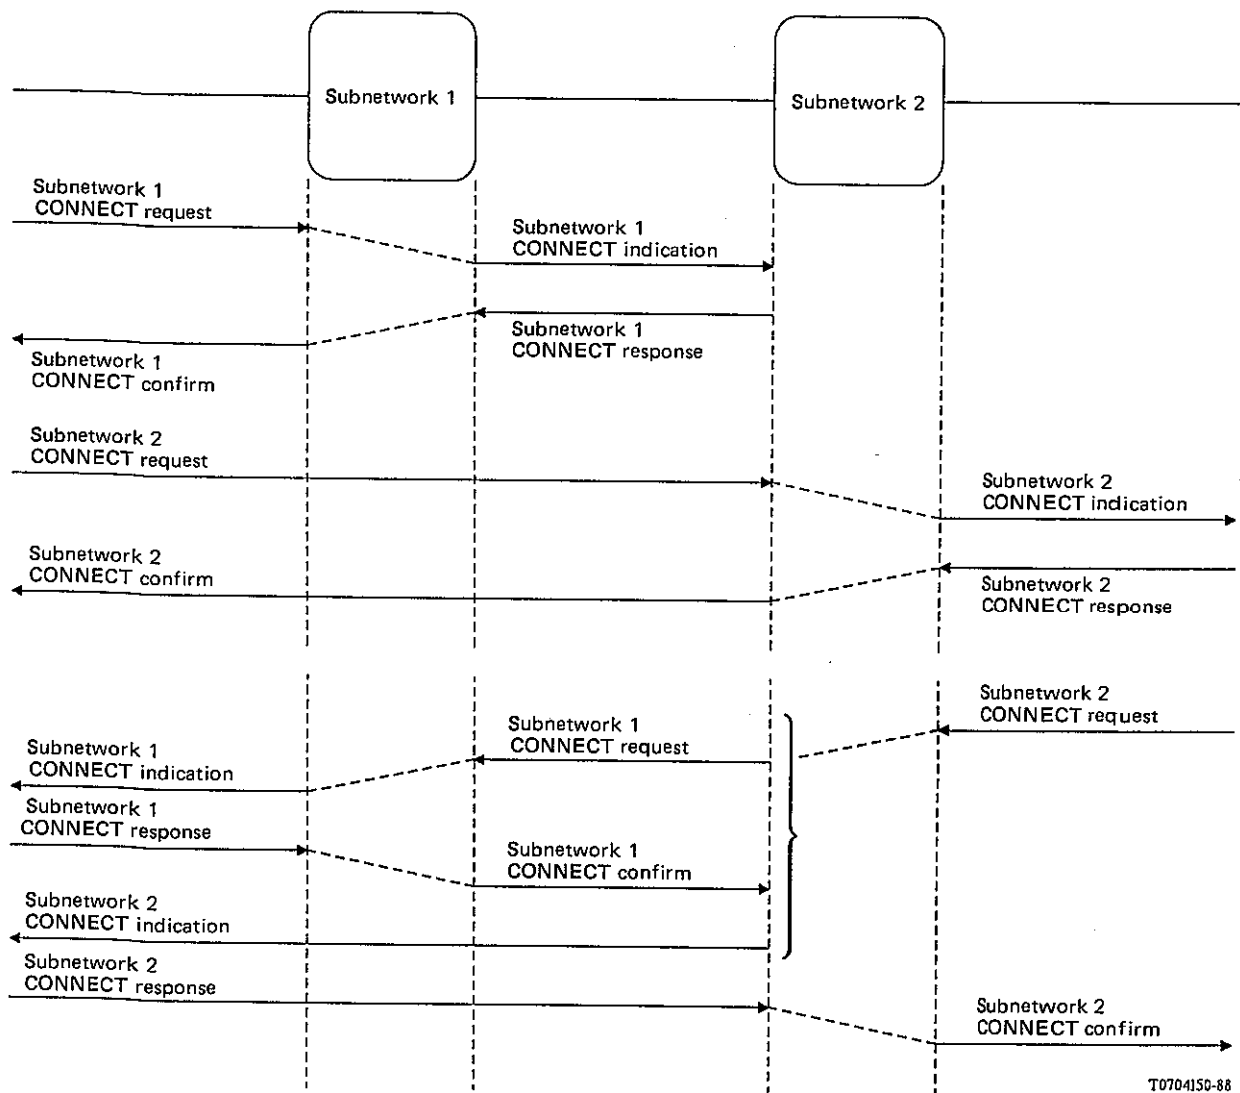 Subnetwork 1
Subnetwork 2
Subnetwork 1
CONNECT request
Subnetwork 1
CONNECT indication
Subnetwork 1
CONNECT response
Subnetwork 1
CONNECT confirm
Subnetwork 2
CONNECT request
Subnetwork 2
CONNECT indication
Subnetwork 2
CONNECT confirm
Subnetwork 2
CONNECT response
Subnetwork 2
CONNECT request
Subnetwork 1
CONNECT request
Subnetwork 1
CONNECT indication
Subnetwork 1
CONNECT response
Subnetwork 1
CONNECT confirm
Subnetwork 2
CONNECT indication
Subnetwork 2
CONNECT response
Subnetwork 2
CONNECT confirm
T0704150-88